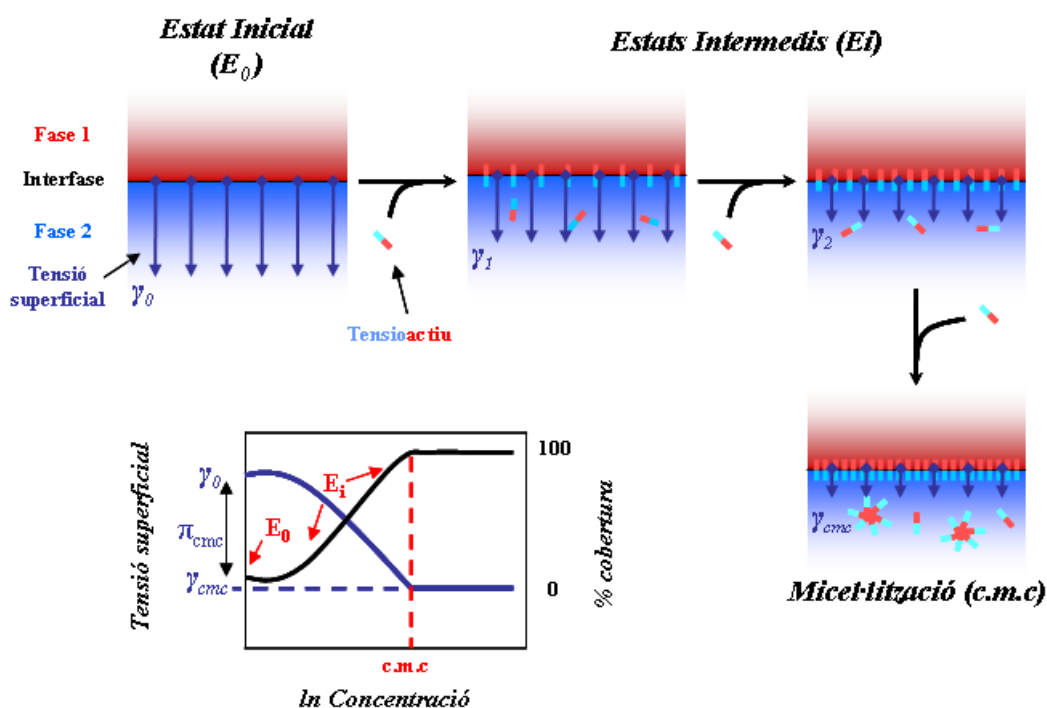 Estat Inicial
(E0)
Estats Intermedis (Ei)
Fase 1
Interfase
Fase 2
Tensió
superficial
γ0
γ1
γ2
Tensioactiu
γcmc
Micel·lització (c.m.c)
Tensió superficial
γ0
πcmc
γcmc
E0
Ei
100
0
% cobertura
c.m.c
ln Concentració